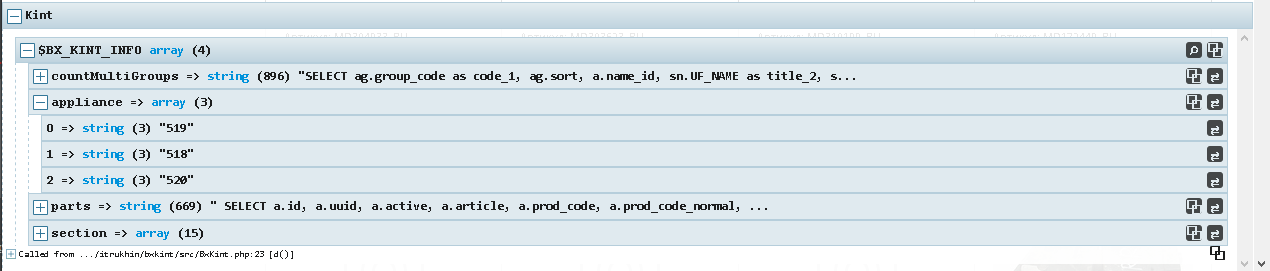 Kint
$BX_KINT_INFO array (4)
countMultiGroups => string (896) "SELECT ag.group_code as code_1, ag.sort, a.name_id, sn.UF_NAME as title_2, s...
appliance => array (3)
0 => string (3) "519"
1 => string (3) "518"
2 => string (3) "520"
parts => string (669) " SELECT a.id, a.uuid, a.active, a.article, a.prod_code, a.prod_code_normal, ...
section => array (15)
Called from .../itrukhin/bxkint/src/BxKint.php:23 [d()]